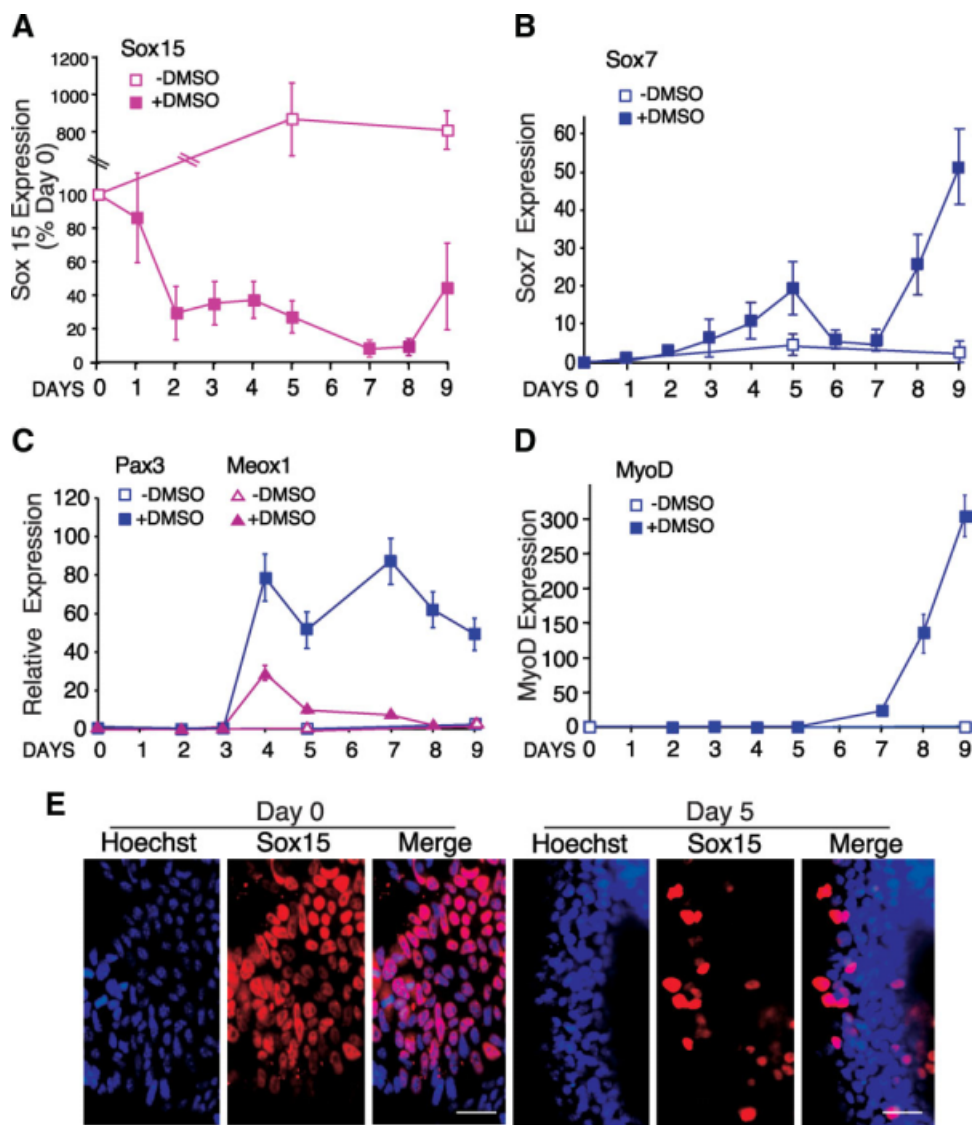 A
Sox15
-DMSO
+DMSO
Sox 15 Expression
(% Day 0)
1200
1000
800
100
80
60
40
20
0
DAYS 0 1 2 3 4 5 7 8 9
B
Sox7
-DMSO
+DMSO
Sox7 Expression
60
50
40
30
20
10
0
DAYS 0 1 2 3 4 5 6 7 8 9
C
Pax3 Meox1
-DMSO -DMSO
+DMSO +DMSO
Relative Expression
120
100
80
60
40
20
0
DAYS 0 1 2 3 4 5 7 8 9
D
MyoD
-DMSO
+DMSO
MyoD Expression
300
250
200
150
100
50
0
DAYS 0 1 2 3 4 5 7 8 9
E
Day 0 Day 5
Hoechst Sox15 Merge Hoechst Sox15 Merge